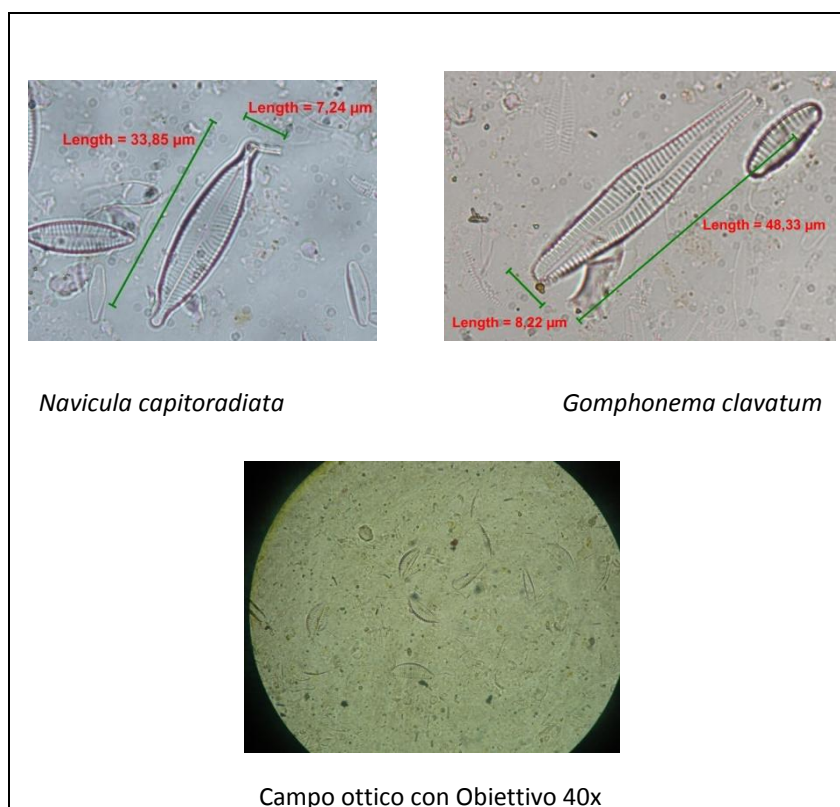 Length = 7,24 µm
Length = 33,85 µm
Length = 48,33 µm
Length = 8,22 µm
Navicula capitoradiata
Gomphonema clavatum
Campo ottico con Obiettivo 40x